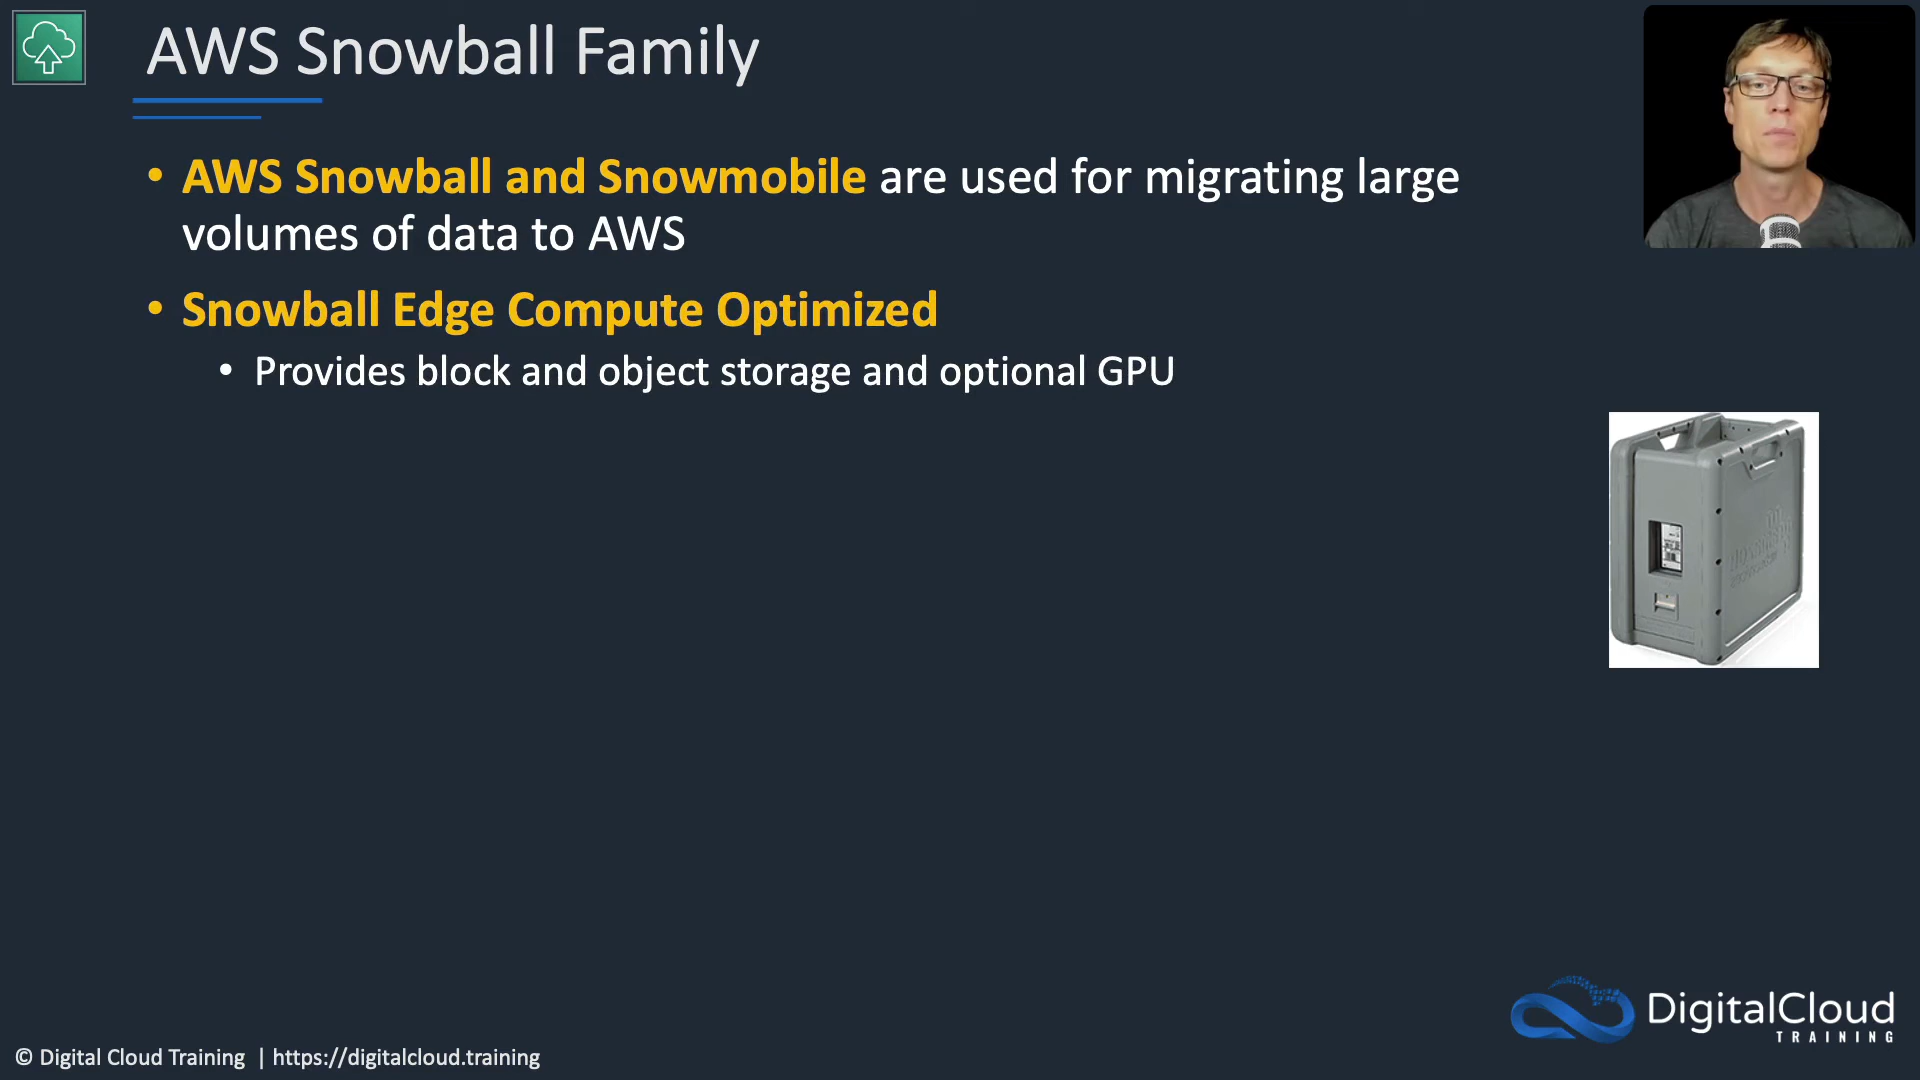 AWS Snowball Family
• AWS Snowball and Snowmobile are used for migrating large
volumes of data to AWS
• Snowball Edge Compute Optimized
• Provides block and object storage and optional GPU
DigitalCloud
TRAINING
© Digital Cloud Training | https://digitalcloud.training